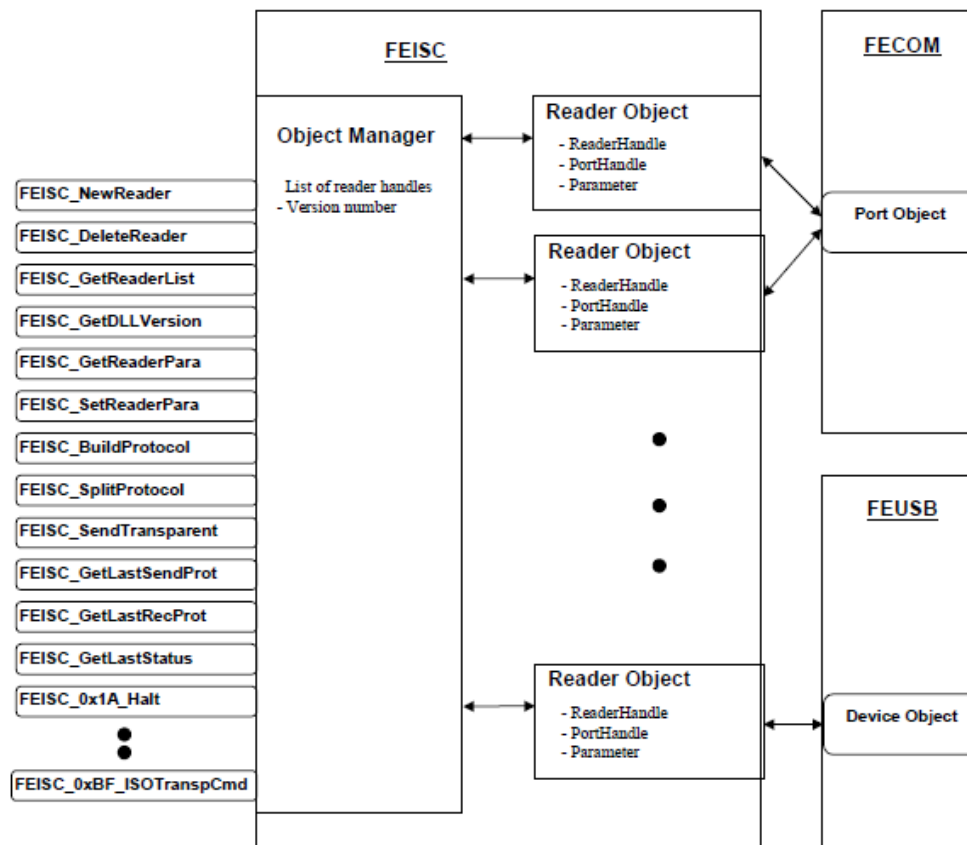 FEISC
FECOM
Object Manager
List of reader handles
- Version number
Reader Object
- ReaderHandle
- PortHandle
- Parameter
Port Object
FEISC_NewReader
FEISC_DeleteReader
FEISC_GetReaderList
FEISC_GetDLLVersion
FEISC_GetReaderPara
FEISC_SetReaderPara
FEISC_BuildProtocol
FEISC_SplitProtocol
FEISC_SendTransparent
FEISC_GetLastSendProt
FEISC_GetLastRecProt
FEISC_GetLastStatus
FEISC_0x1A_Halt
FEISC_0xBF_ISOTranspCmd
Reader Object
- ReaderHandle
- PortHandle
- Parameter
FEUSB
Reader Object
- ReaderHandle
- PortHandle
- Parameter
Device Object